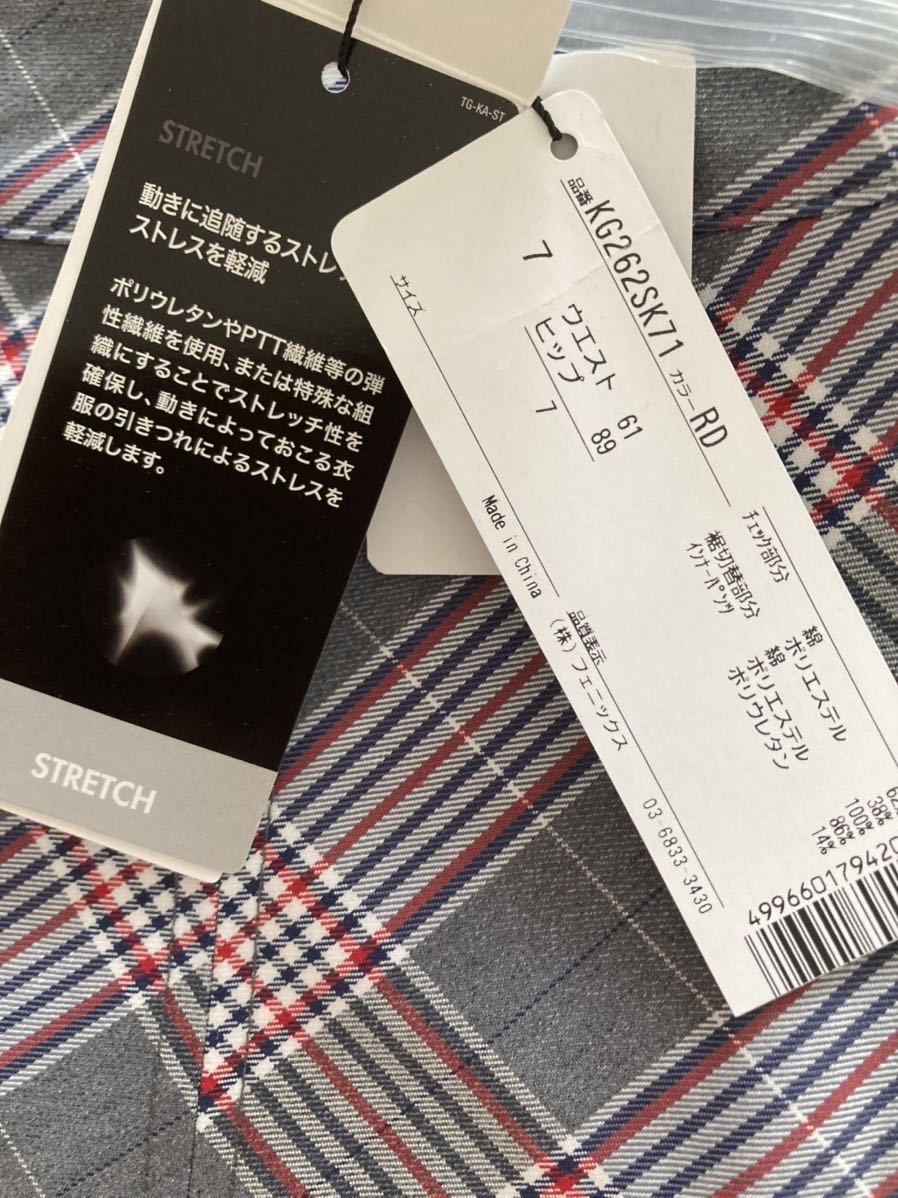 TG-KA-ST
STRETCH
動きに追随する
ストレスを軽減
ポリウレタンやPTT繊維等の弾
性繊維を使用、または特殊な組
織にすることでストレッチ性を
確保し、動きによっておこる衣
服の引きつれによるストレスを
軽減します。
STRETCH
品番 KG262SK71 カラー RD
サイズ
7 ウエスト 61
ヒップ 89
7
チェック部分 綿
ポリエステル 38%
裾切替部分 綿 100%
インナーパンツ ポリエステル 86%
ポリウレタン 14%
Made in China
品質表示
(株)フェニックス
03-6833-3430
499660179420